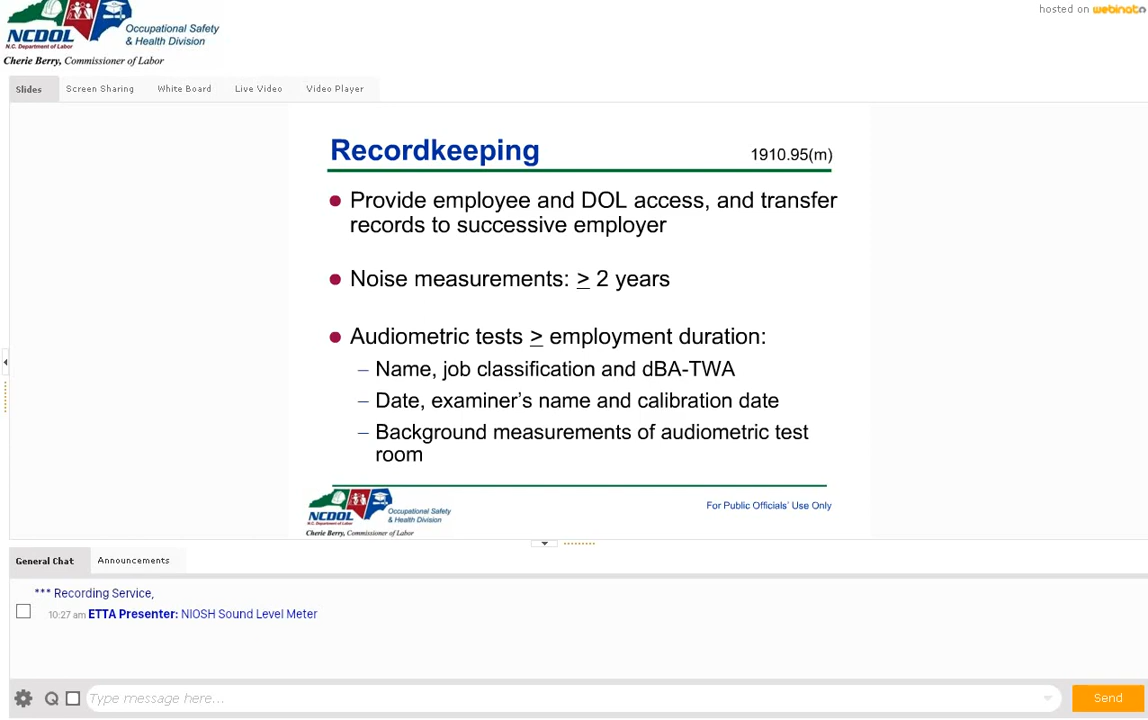 hosted on webinato
NCDOL
N.C. Department of Labor
Occupational Safety
& Health Division
Cherie Berry, Commissioner of Labor
Slides Screen Sharing White Board Live Video Video Player
Recordkeeping 1910.95(m)
● Provide employee and DOL access, and transfer
records to successive employer
● Noise measurements: > 2 years
● Audiometric tests > employment duration:
– Name, job classification and dBA-TWA
– Date, examiner's name and calibration date
– Background measurements of audiometric test
room
NCDOL
N.C. Department of Labor
Occupational Safety
& Health Division
Cherie Berry, Commissioner of Labor
For Public Officials' Use Only
General Chat Announcements
*** Recording Service,
10:27 am ETTA Presenter: NIOSH Sound Level Meter
Type message here...
Send